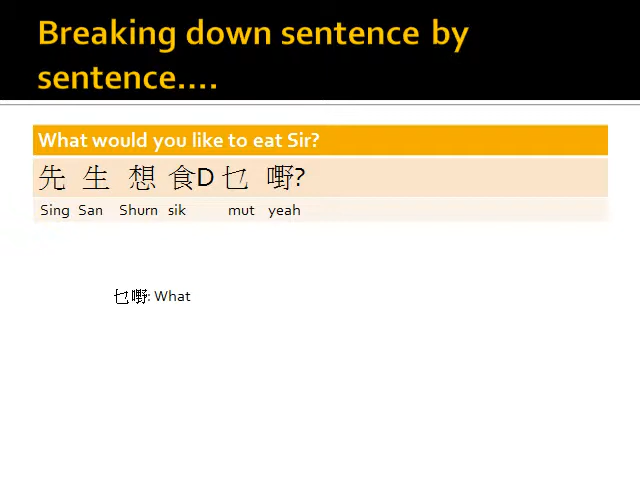 Breaking down sentence by
sentence....
What would you like to eat Sir?
先 生 想 食D 乜 嘢?
Sing San Shurn sik mut yeah
乜嘢: What